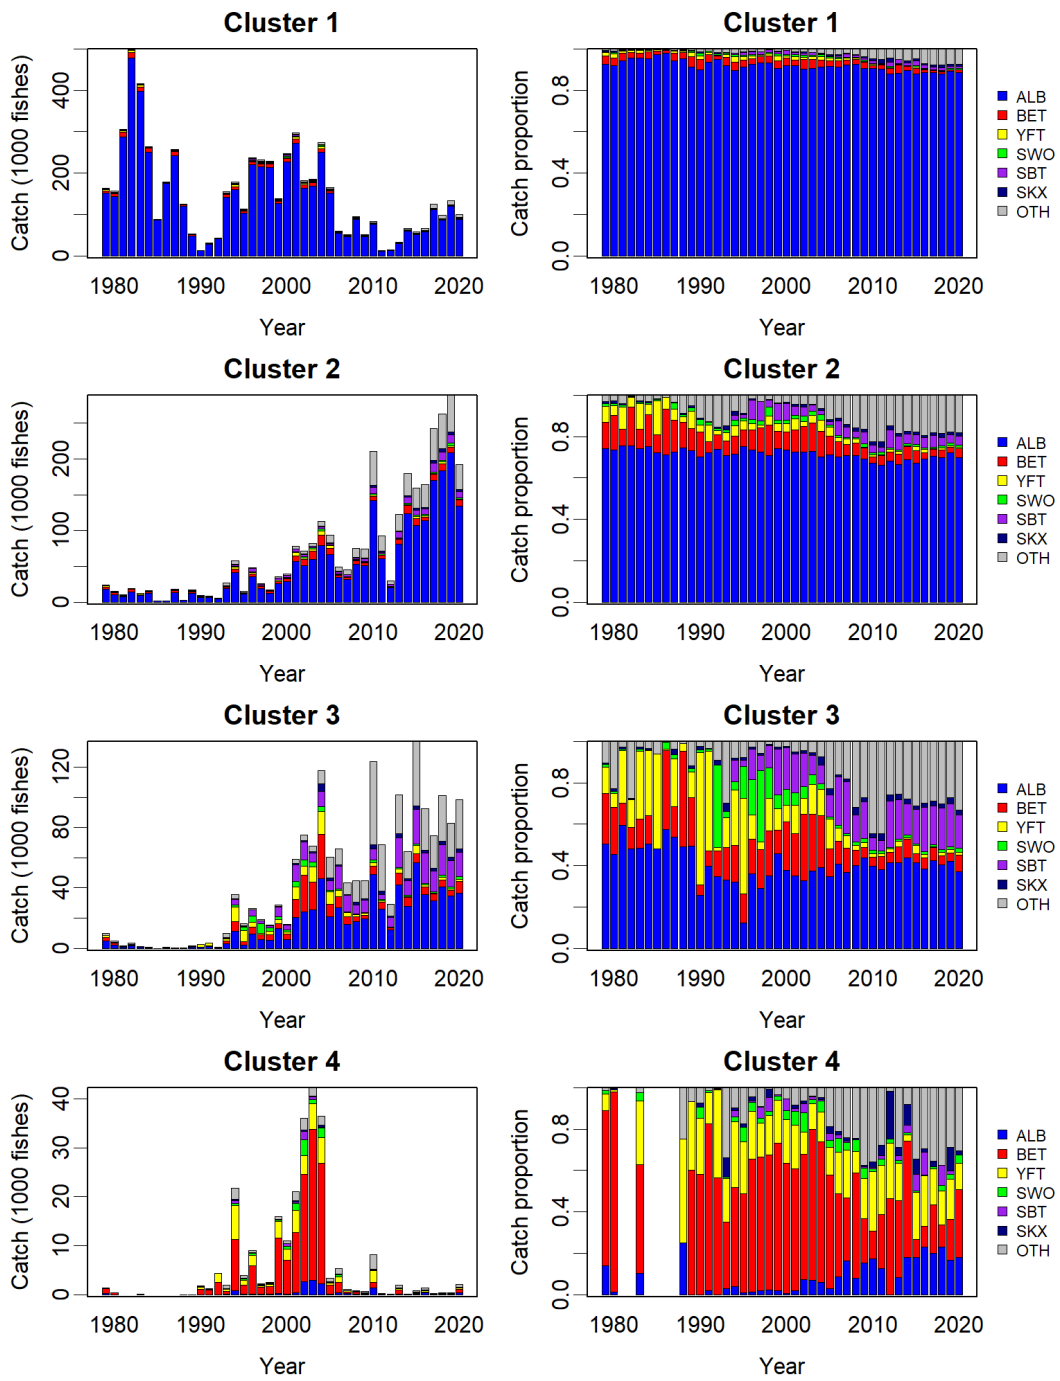 Cluster 1
Cluster 1
Catch (1000 fishes)
400
200
0
1980 1990 2000 2010 2020
Year
Catch proportion
0.8
0.4
0.0
1980 1990 2000 2010 2020
Year
ALB
BET
YFT
SWO
SBT
SKX
OTH
Cluster 2
Cluster 2
Catch (1000 fishes)
200
100
0
1980 1990 2000 2010 2020
Year
Catch proportion
0.8
0.4
0.0
1980 1990 2000 2010 2020
Year
ALB
BET
YFT
SWO
SBT
SKX
OTH
Cluster 3
Cluster 3
Catch (1000 fishes)
120
80
40
0
1980 1990 2000 2010 2020
Year
Catch proportion
0.8
0.4
0.0
1980 1990 2000 2010 2020
Year
ALB
BET
YFT
SWO
SBT
SKX
OTH
Cluster 4
Cluster 4
Catch (1000 fishes)
40
30
20
10
0
1980 1990 2000 2010 2020
Year
Catch proportion
0.8
0.4
0.0
1980 1990 2000 2010 2020
Year
ALB
BET
YFT
SWO
SBT
SKX
OTH